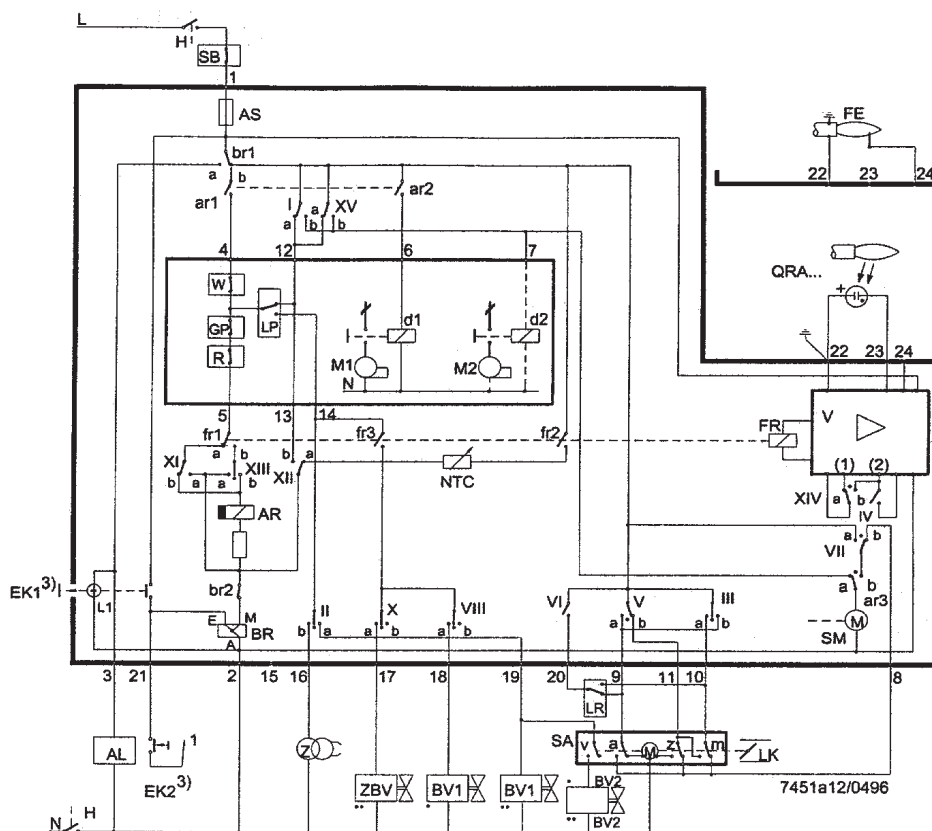 L
H
SB
1
AS
FE
22 23 24
br1
a b
ar1 ar2
I a b
a XV b
4 12 6 7
W
GP
R
LP
d1
d2
M1
N
M2
QRA...
+
22 23 24
5 13 14
fr1 fr3 fr2
FR
V
XI
b a
a b
XIII
a b
XII
b a
NTC
(1) (2)
XIV a b
IV
AR
br2
a b
VII
a b
ar3
M
SM
EK1 3)
L1
E M
BR
A
II
b a
X
a b
VIII
a b
VI
V
a b
III
a b
3 21 2 15 16 17 18 19 20 9 11 10 8
LR
AL
1
EK2 3)
Z
SA
v a M z m
LK
ZBV
BV1
BV1
BV2
BV2
7451a12/0496
N H